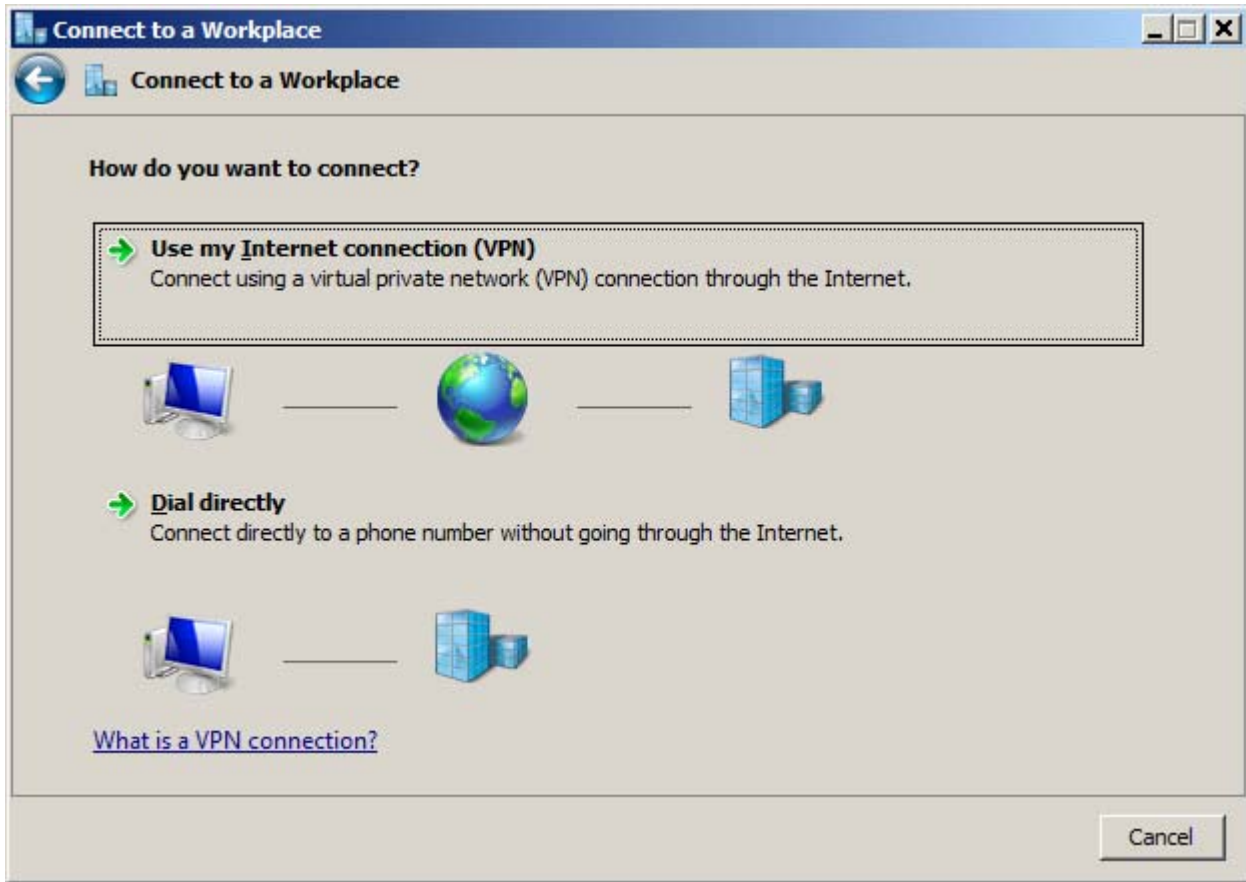 Connect to a Workplace
Connect to a Workplace
How do you want to connect?
Use my Internet connection (VPN)
Connect using a virtual private network (VPN) connection through the Internet.
Dial directly
Connect directly to a phone number without going through the Internet.
What is a VPN connection?
Cancel